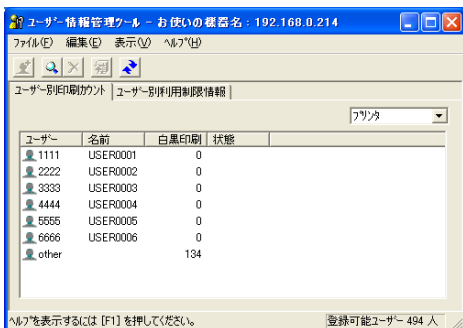 ユーザー情報管理ツール - お使いの機器名:192.168.0.214
ファイル(F) 編集(E) 表示(V) ヘルプ(H)
ユーザー別印刷カウント ユーザー別利用制限情報
プリンタ
ユーザー 名前 白黒印刷 状態
1111 USER0001 0
2222 USER0002 0
3333 USER0003 0
4444 USER0004 0
5555 USER0005 0
6666 USER0006 0
other 134
ヘルプを表示するには [F1] を押してください。 登録可能ユーザー 494 人